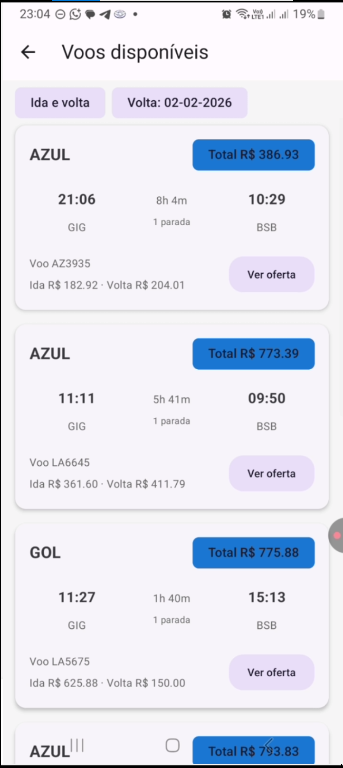 23:04
Voo) LTE1 19%
Voos disponíveis
Ida e volta Volta: 02-02-2026
AZUL Total R$ 386.93
21:06 8h 4m 10:29
GIG 1 parada BSB
Voo AZ3935
Ida R$ 182.92 · Volta R$ 204.01
Ver oferta
AZUL Total R$ 773.39
11:11 5h 41m 09:50
GIG 1 parada BSB
Voo LA6645
Ida R$ 361.60 · Volta R$ 411.79
Ver oferta
GOL Total R$ 775.88
11:27 1h 40m 15:13
GIG 1 parada BSB
Voo LA5675
Ida R$ 625.88 · Volta R$ 150.00
Ver oferta
AZUL Total R$ 793.83